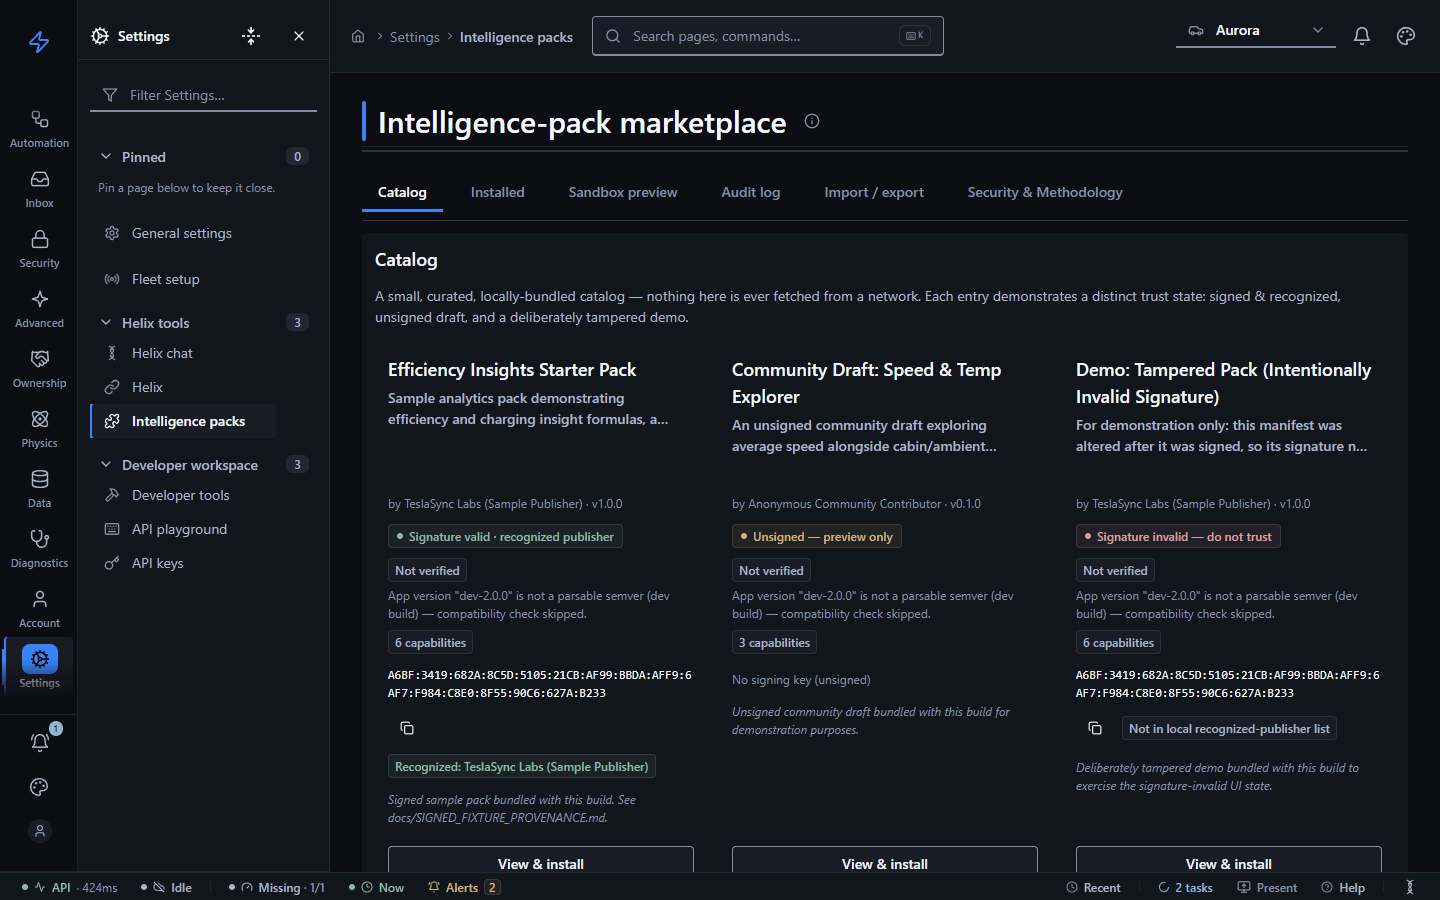 Settings
Settings
Intelligence packs
Search pages, commands...
K
Aurora
Filter Settings...
Automation
Inbox
Security
Advanced
Ownership
Physics
Data
Diagnostics
Account
Settings
1
Pinned
0
Pin a page below to keep it close.
General settings
Fleet setup
Helix tools
3
Helix chat
Helix
Intelligence packs
Developer workspace
3
Developer tools
API playground
API keys
Intelligence-pack marketplace
Catalog
Installed
Sandbox preview
Audit log
Import / export
Security & Methodology
Catalog
A small, curated, locally-bundled catalog — nothing here is ever fetched from a network. Each entry demonstrates a distinct trust state: signed & recognized,
unsigned draft, and a deliberately tampered demo.
Efficiency Insights Starter Pack
Sample analytics pack demonstrating
efficiency and charging insight formulas, a...
by TeslaSync Labs (Sample Publisher) · v1.0.0
Signature valid · recognized publisher
Not verified
App version "dev-2.0.0" is not a parsable semver (dev
build) — compatibility check skipped.
6 capabilities
A6BF:3419:682A:8C5D:5105:21CB:AF99:BBDA:AFF9:6
AF7:F984:C8E0:8F55:90C6:627A:B233
Recognized: TeslaSync Labs (Sample Publisher)
Signed sample pack bundled with this build. See
docs/SIGNED_FIXTURE_PROVENANCE.md.
View & install
Community Draft: Speed & Temp
Explorer
An unsigned community draft exploring
average speed alongside cabin/ambient...
by Anonymous Community Contributor · v0.1.0
Unsigned — preview only
Not verified
App version "dev-2.0.0" is not a parsable semver (dev
build) — compatibility check skipped.
3 capabilities
No signing key (unsigned)
Unsigned community draft bundled with this build for
demonstration purposes.
View & install
Demo: Tampered Pack (Intentionally
Invalid Signature)
For demonstration only: this manifest was
altered after it was signed, so its signature n...
by TeslaSync Labs (Sample Publisher) · v1.0.0
Signature invalid — do not trust
Not verified
App version "dev-2.0.0" is not a parsable semver (dev
build) — compatibility check skipped.
6 capabilities
A6BF:3419:682A:8C5D:5105:21CB:AF99:BBDA:AFF9:6
AF7:F984:C8E0:8F55:90C6:627A:B233
Not in local recognized-publisher list
Deliberately tampered demo bundled with this build to
exercise the signature-invalid UI state.
View & install
API · 424ms
Idle
Missing · 1/1
Now
Alerts 2
Recent
2 tasks
Present
Help